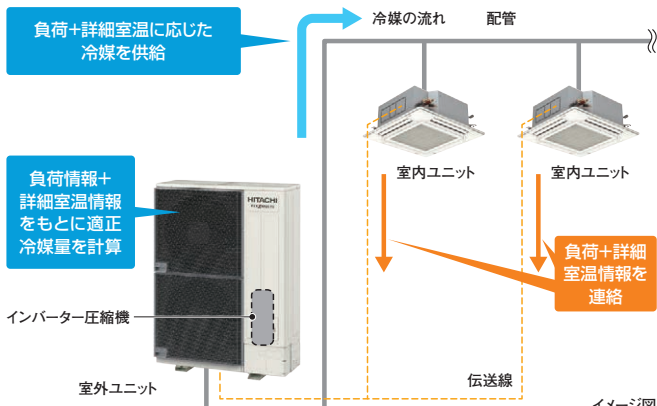 負荷+詳細室温に応じた
冷媒を供給
冷媒の流れ
配管
室内ユニット
室内ユニット
負荷情報+
詳細室温情報
をもとに適正
冷媒量を計算
HITACHI
負荷+詳細
室温情報を
連絡
インバーター圧縮機
伝送線
室外ユニット
イメージ図